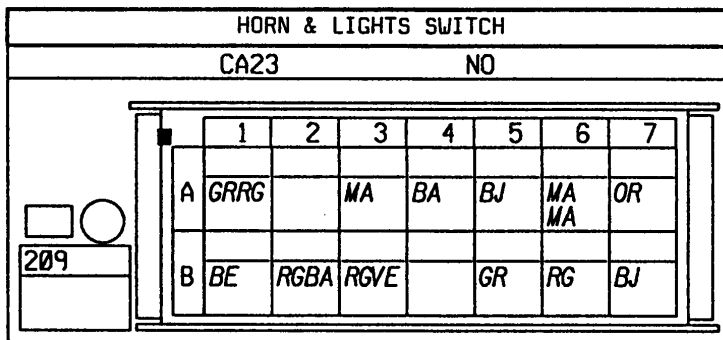 HORN & LIGHTS SWITCH
CA23 NO
1 2 3 4 5 6 7
A GRRG MA BA BJ MA OR
MA
209
B BE RGBA RGVE GR RG BJ